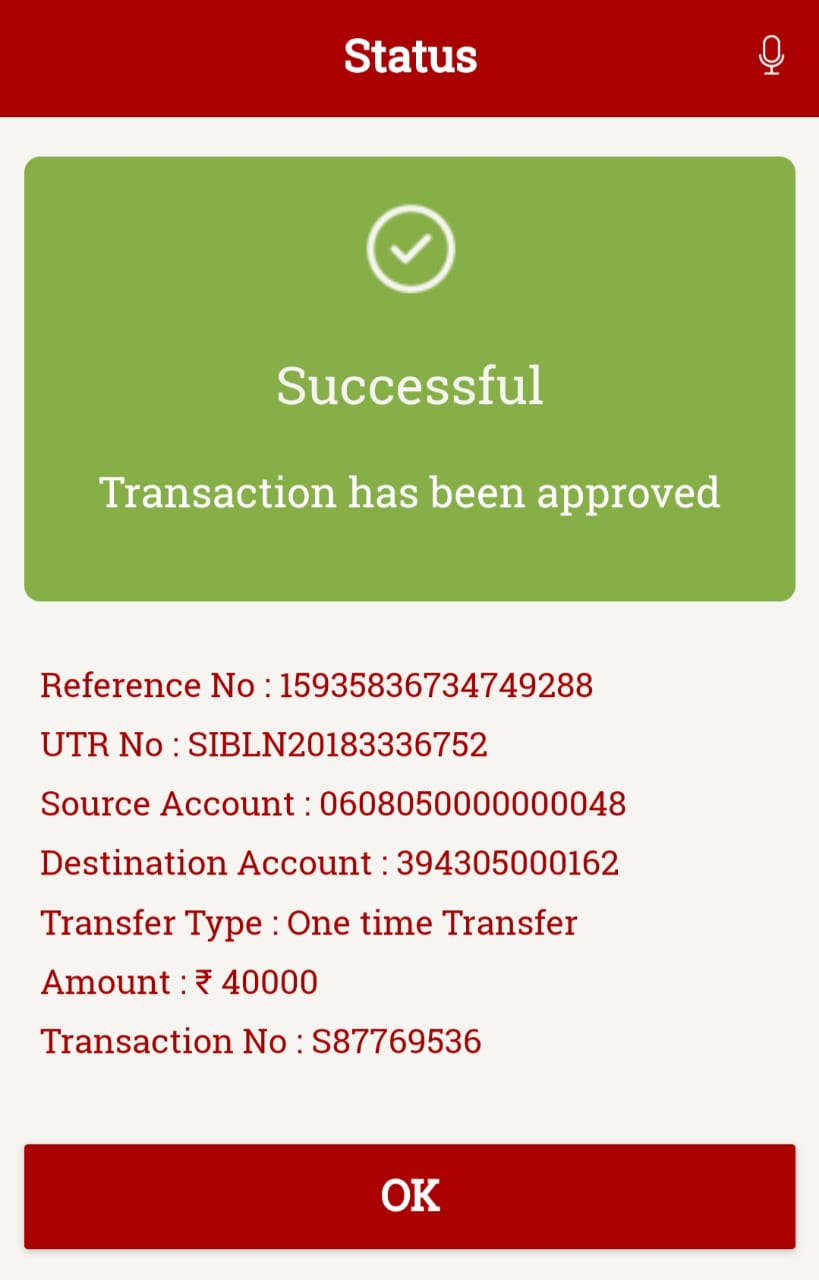 Status
Successful
Transaction has been approved
Reference No : 15935836734749288
UTR No : SIBLN20183336752
Source Account : 0608050000000048
Destination Account : 394305000162
Transfer Type : One time Transfer
Amount : ₹ 40000
Transaction No : S87769536
OK